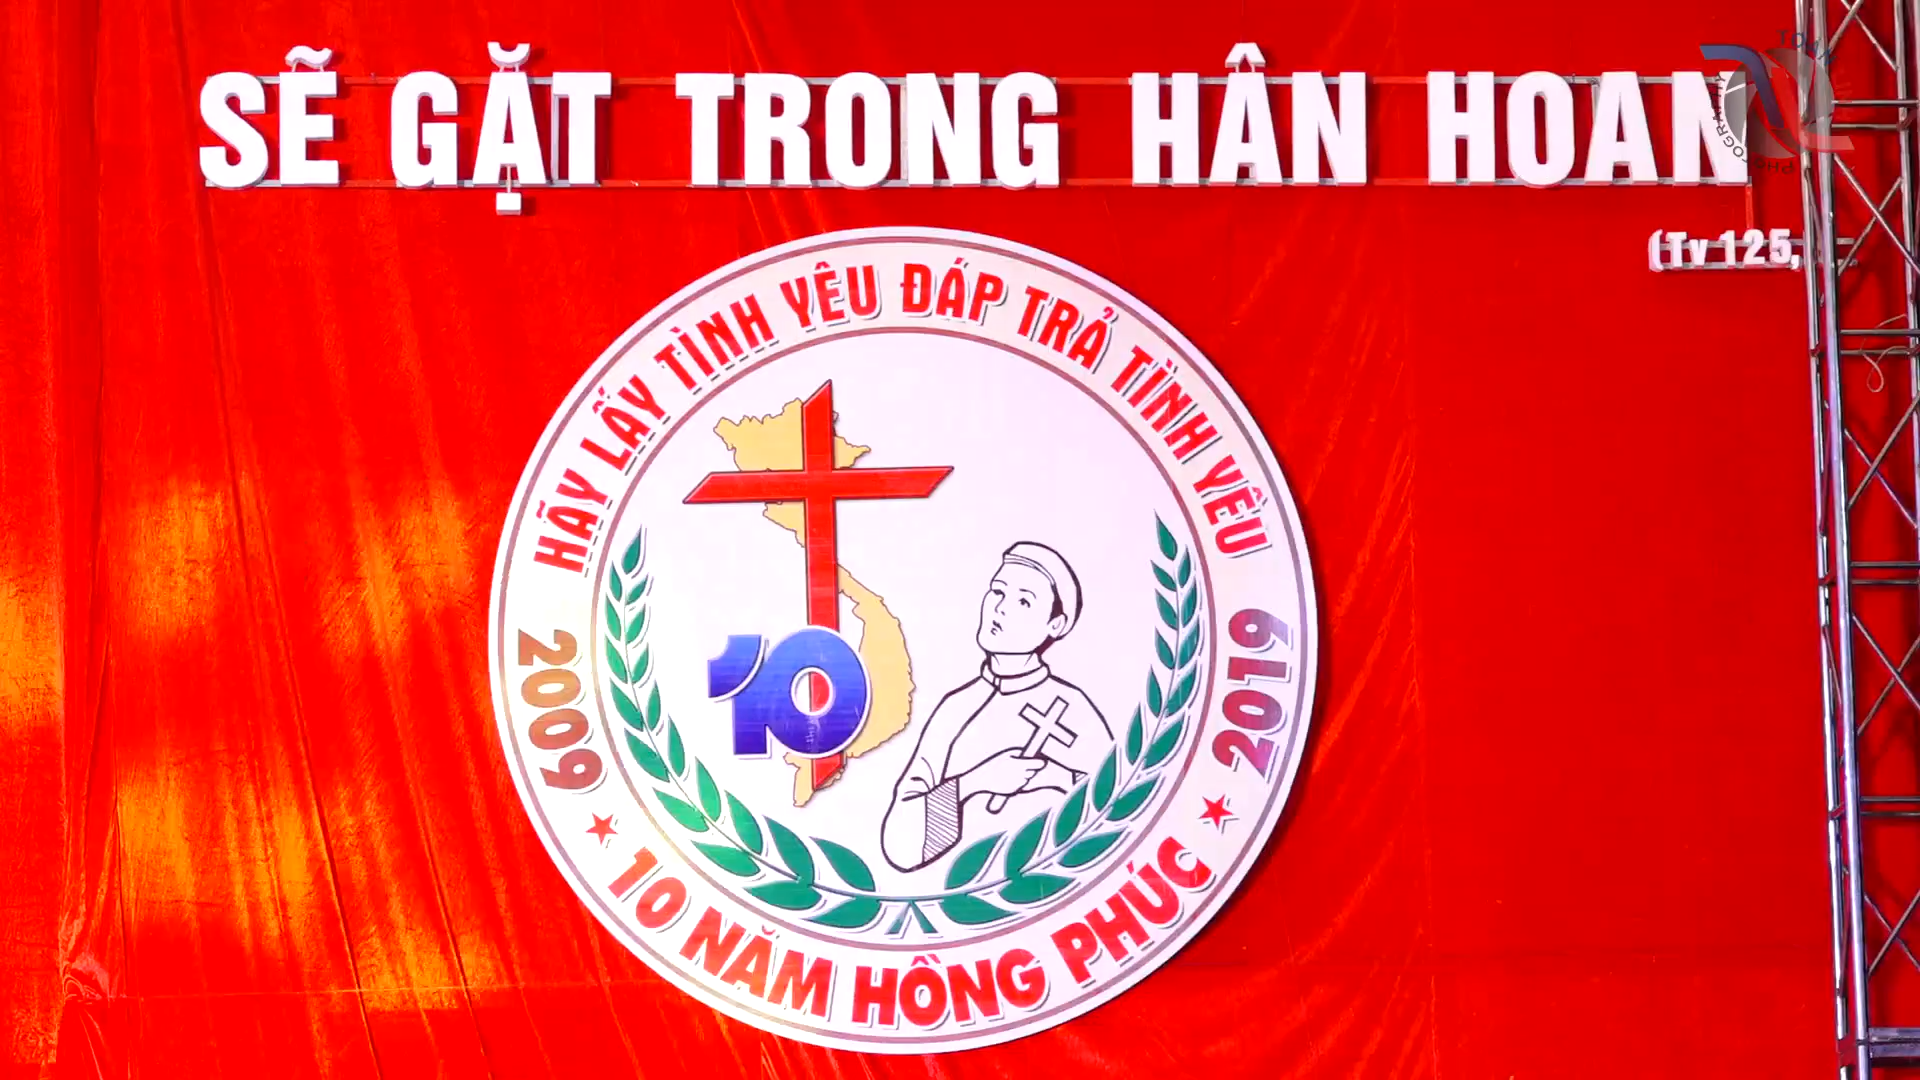 SẼ GẶT TRONG HÂN HOAN
(Tv 125,
HÃY LẤY TÌNH YÊU ĐÁP TRẢ TÌNH YÊU
10
2009
2019
10 NĂM HỒNG PHÚC